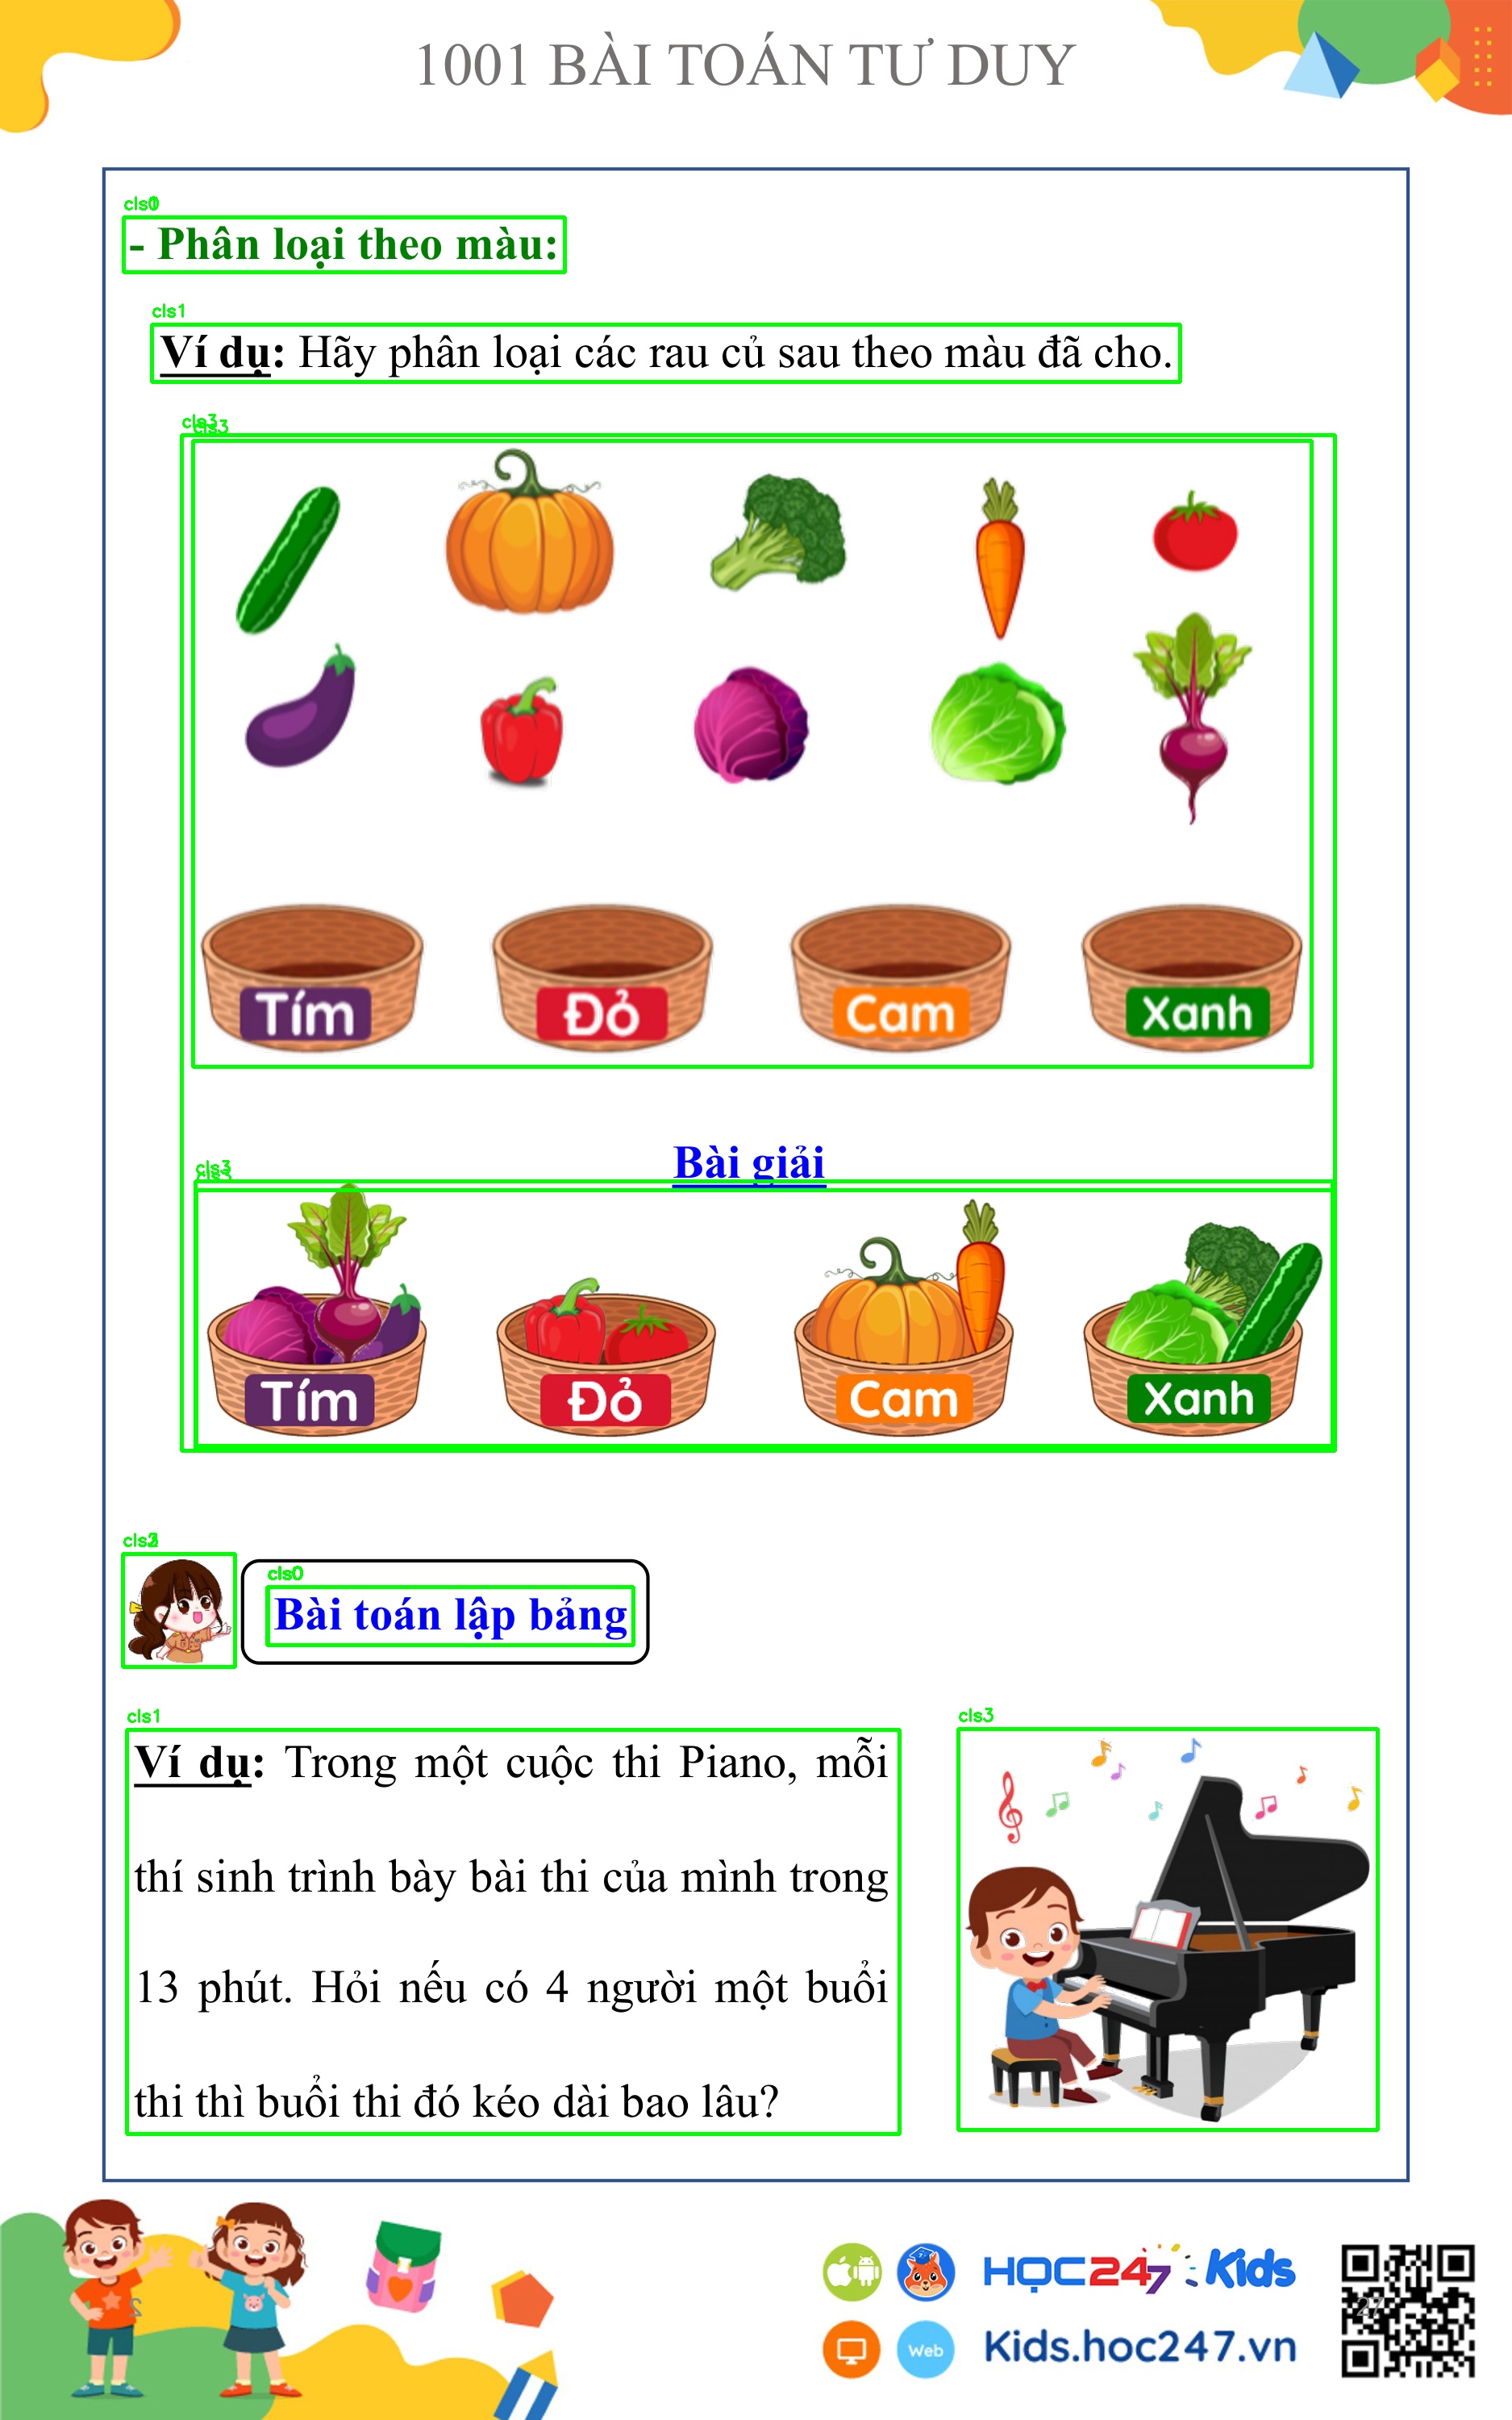 1001 BÀI TOÁN TƯ DUY
cls0
- Phân loại theo màu:
cls1
Ví dụ: Hãy phân loại các rau củ sau theo màu đã cho.
cls3
cls3
Tím
Đỏ
Cam
Xanh
Bài giải
cls3
Tím
Đỏ
Cam
Xanh
cls0
Bài toán lập bảng
cls1
cls3
Ví dụ: Trong một cuộc thi Piano, mỗi
thí sinh trình bày bài thi của mình trong
13 phút. Hỏi nếu có 4 người một buổi
thi thì buổi thi đó kéo dài bao lâu?
2
HỌC247 Kids
27
Web
Kids.hoc247.vn